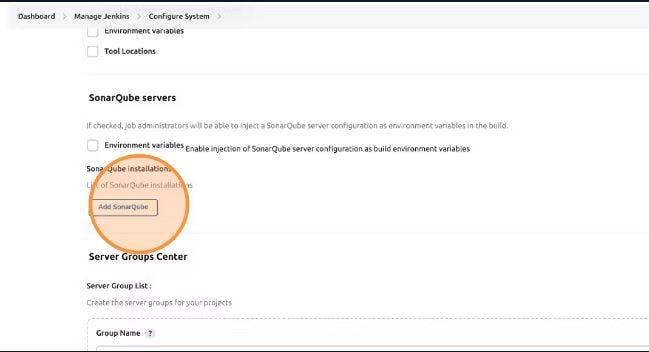 Dashboard > Manage Jenkins > Configure System >
Environment variables
Tool Locations
SonarQube servers
If checked, job administrators will be able to inject a SonarQube server configuration as environment variables in the build.
Environment variables Enable injection of SonarQube server configuration as build environment variables
SonarQube installations
List of SonarQube installations
Add SonarQube
Server Groups Center
Server Group List :
Create the server groups for your projects
Group Name ?